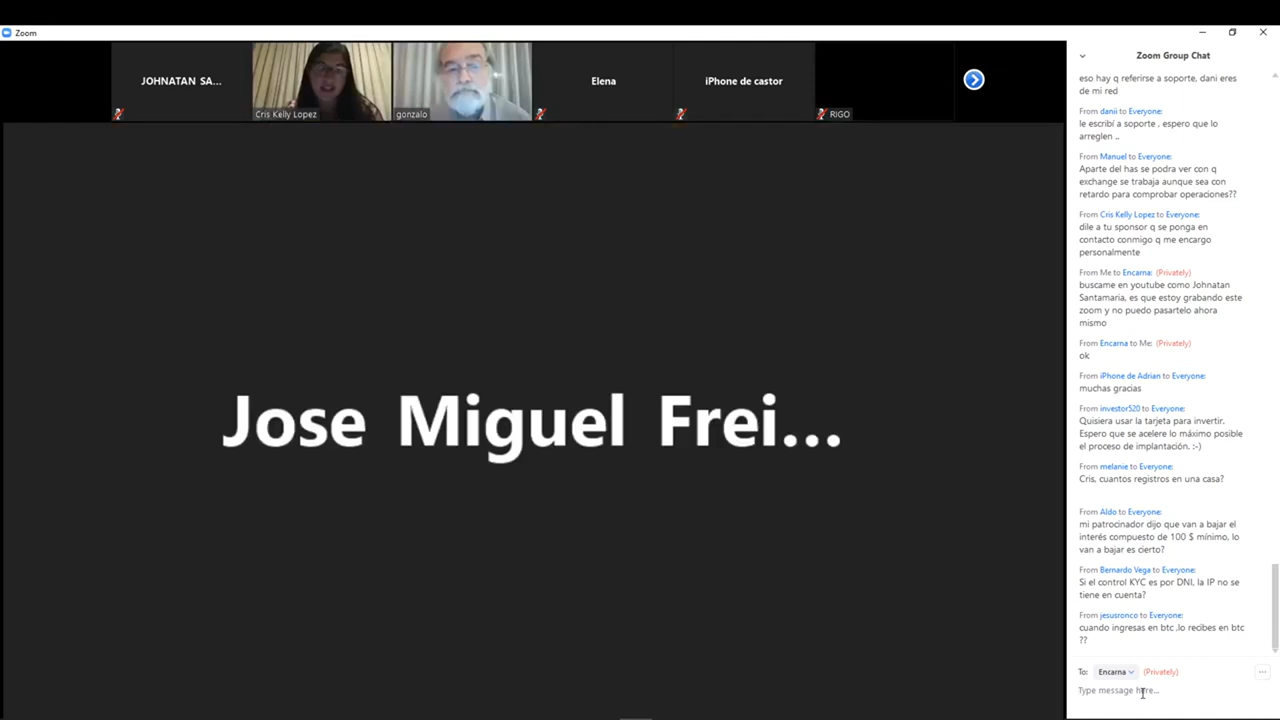 Zoom
JOHNATAN SA...
Cris Kelly Lopez
gonzalo
Elena
iPhone de castor
RIGO
Jose Miguel Frei...
Zoom Group Chat
eso hay q referirse a soporte, dani eres
de mi red
From danii to Everyone:
le escribí a soporte , espero que lo
arreglen ..
From Manuel to Everyone:
Aparte del has se podra ver con q
exchange se trabaja aunque sea con
retardo para comprobar operaciones??
From Cris Kelly Lopez to Everyone:
dile a tu sponsor q se ponga en
contacto conmigo q me encargo
personalmente
From Me to Encarna: (Privately)
buscame en youtube como Johnatan
Santamaria, es que estoy grabando este
zoom y no puedo pasartelo ahora
mismo
From Encarna to Me: (Privately)
ok
From iPhone de Adrian to Everyone:
muchas gracias
From investor520 to Everyone:
Quisiera usar la tarjeta para invertir.
Espero que se acelere lo máximo posible
el proceso de implantación. :-)
From melanie to Everyone:
Cris, cuantos registros en una casa?
From Aldo to Everyone:
mi patrocinador dijo que van a bajar el
interés compuesto de 100 $ mínimo, lo
van a bajar es cierto?
From Bernardo Vega to Everyone:
Si el control KYC es por DNI, la IP no se
tiene en cuenta?
From jesusronco to Everyone:
cuando ingresas en btc ,lo recibes en btc
??
To: Encarna (Privately)
Type message here...